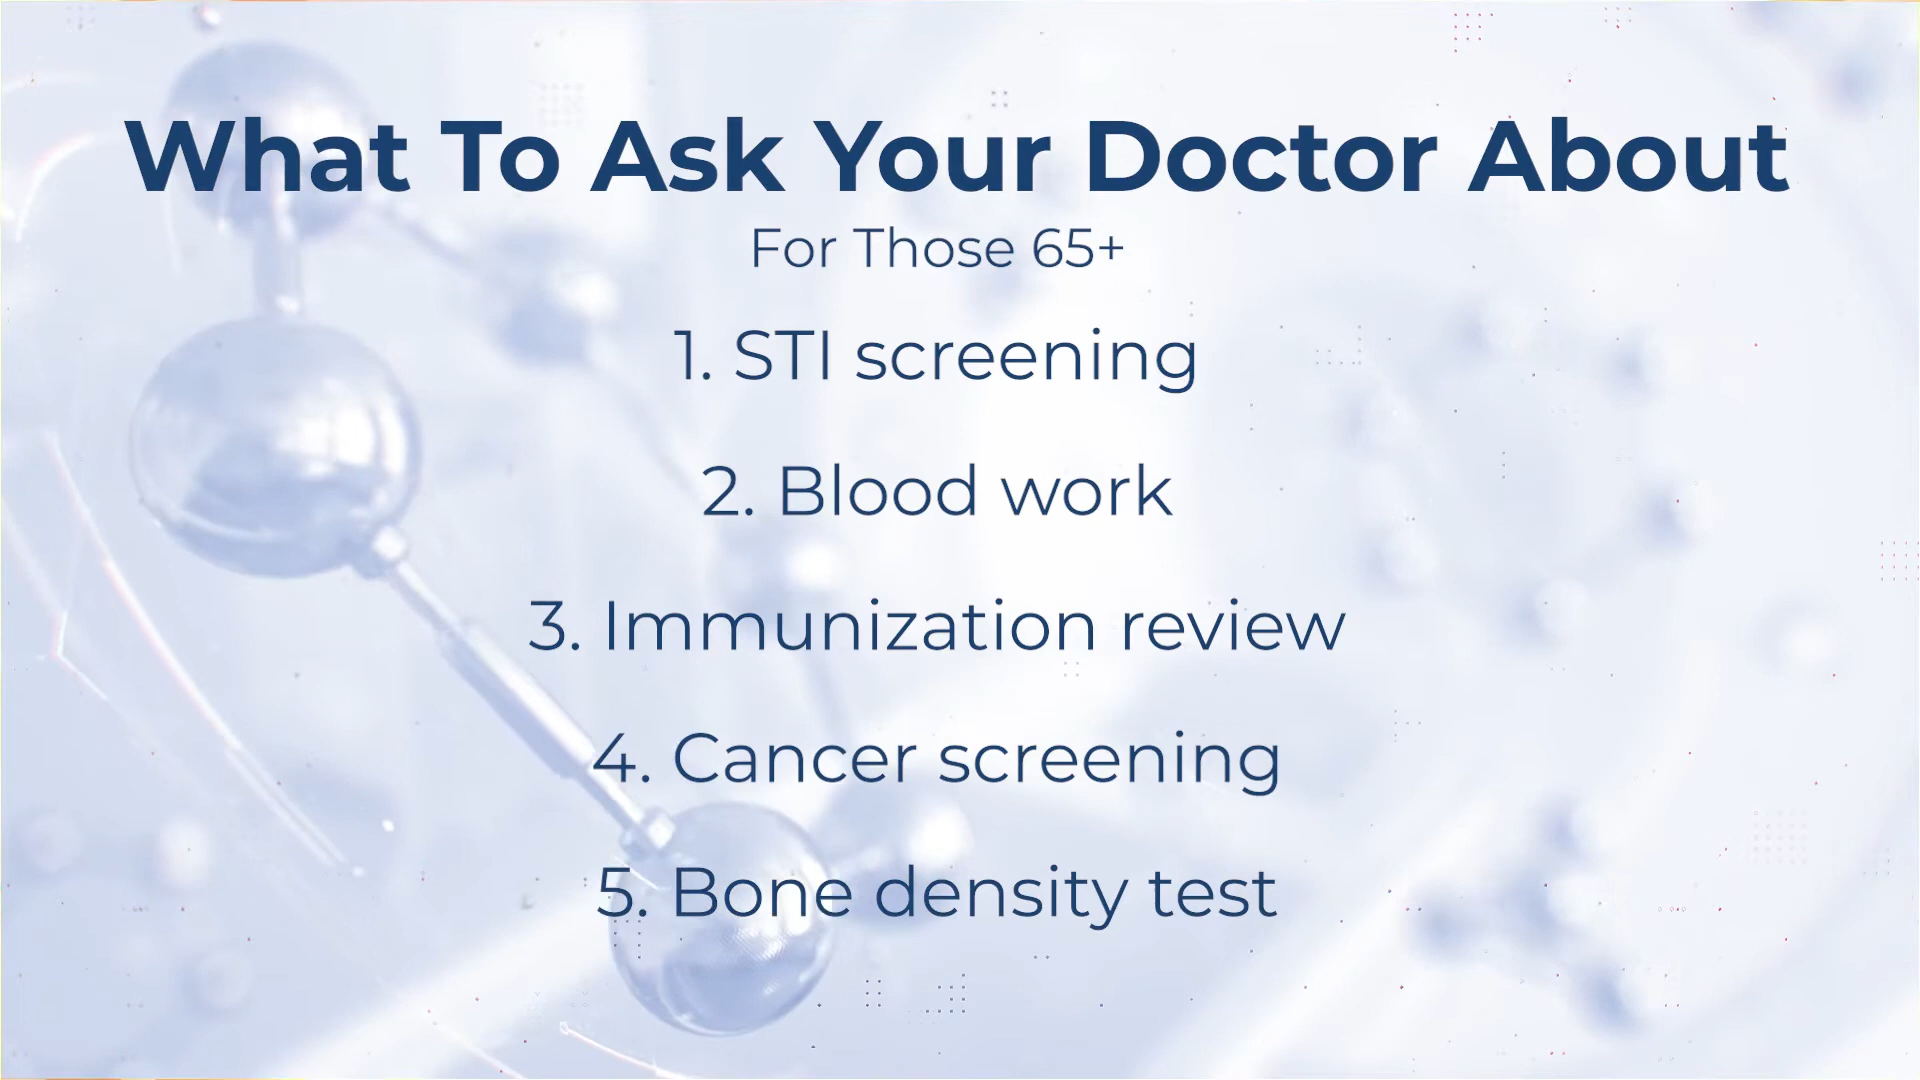 What To Ask Your Doctor About
For Those 65+
1. STI screening
2. Blood work
3. Immunization review
4. Cancer screening
5. Bone density test